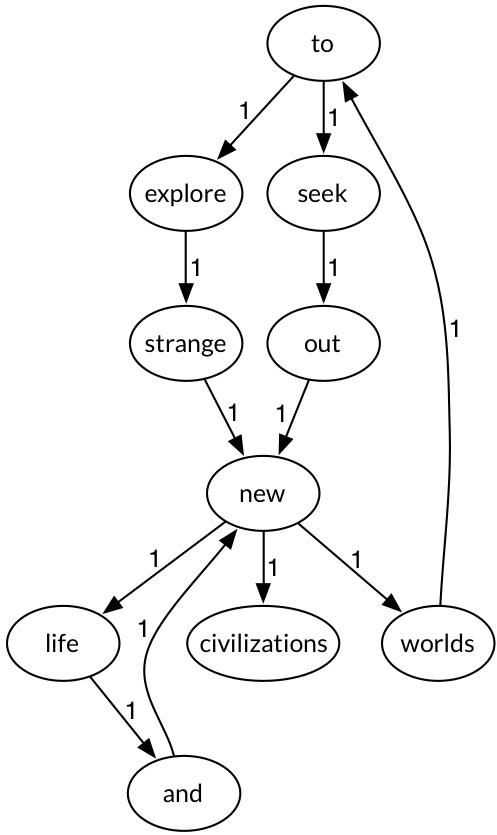 to
1
1
explore
seek
1
1
strange
out
1
1
new
1
1
1
1
life
civilizations
worlds
1
1
and